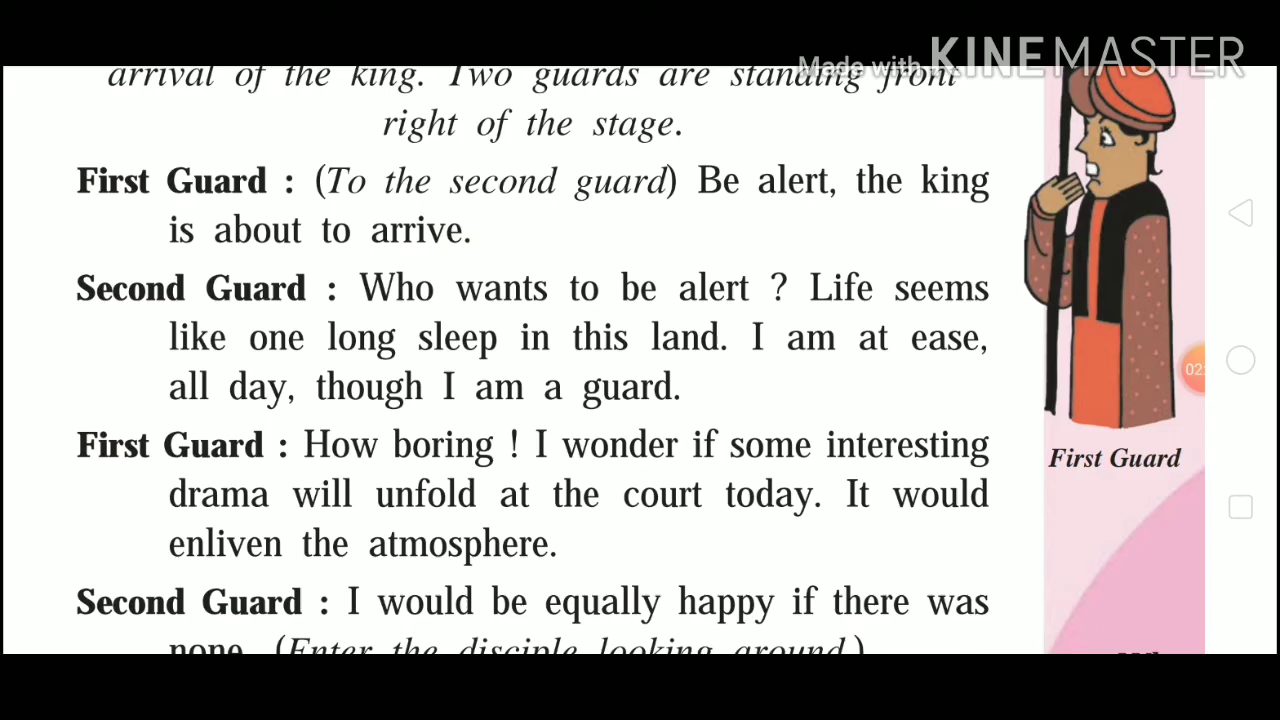 Made with KINEMASTER
arrival of the king. Two guards are standing front
right of the stage.
First Guard : (To the second guard) Be alert, the king
is about to arrive.
Second Guard : Who wants to be alert ? Life seems
like one long sleep in this land. I am at ease,
all day, though I am a guard.
First Guard : How boring ! I wonder if some interesting
drama will unfold at the court today. It would
enliven the atmosphere.
Second Guard : I would be equally happy if there was
none. (Enter the disciple looking around.)
First Guard
02: